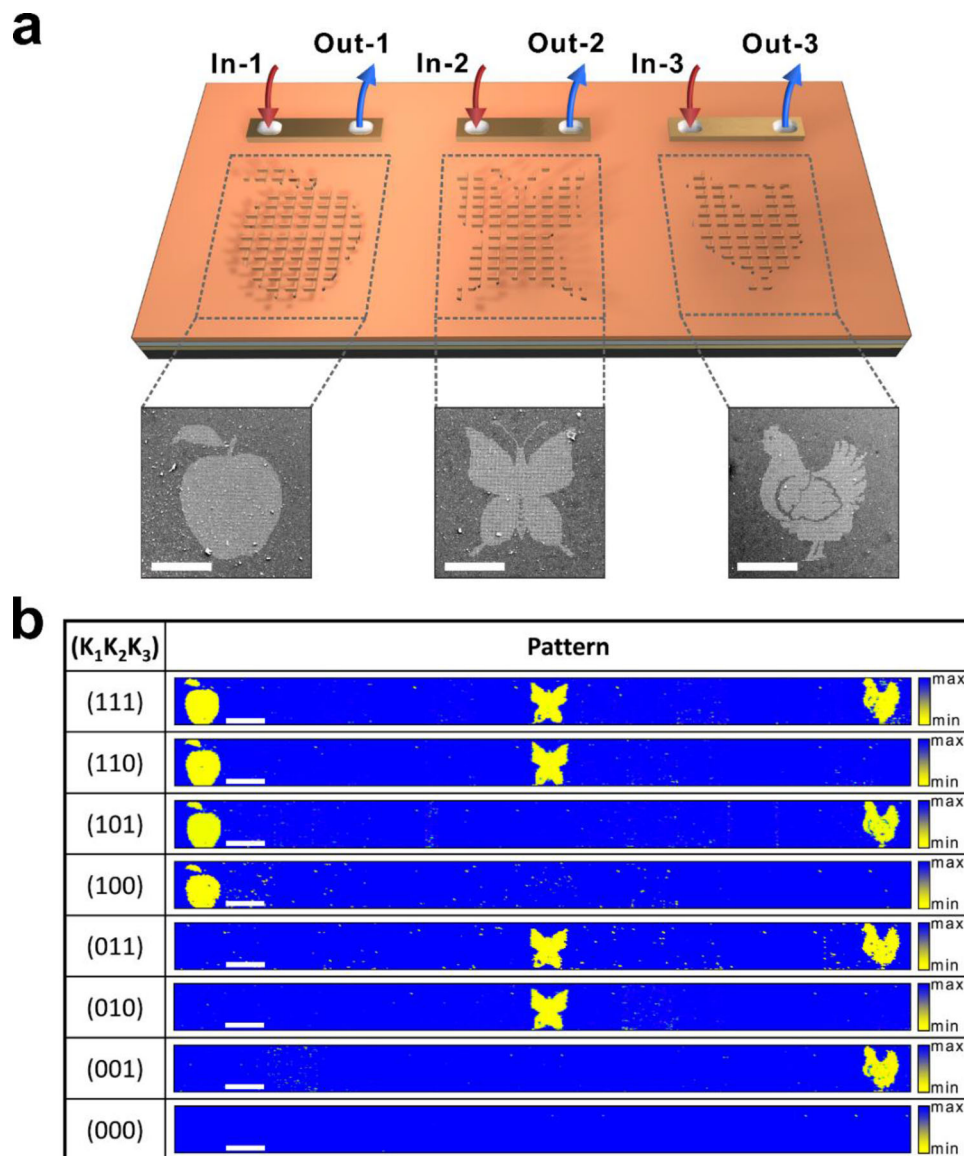 a
In-1 Out-1 In-2 Out-2 In-3 Out-3
b
(K₁K₂K₃) Pattern
(111) max
min
(110) max
min
(101) max
min
(100) max
min
(011) max
min
(010) max
min
(001) max
min
(000) max
min